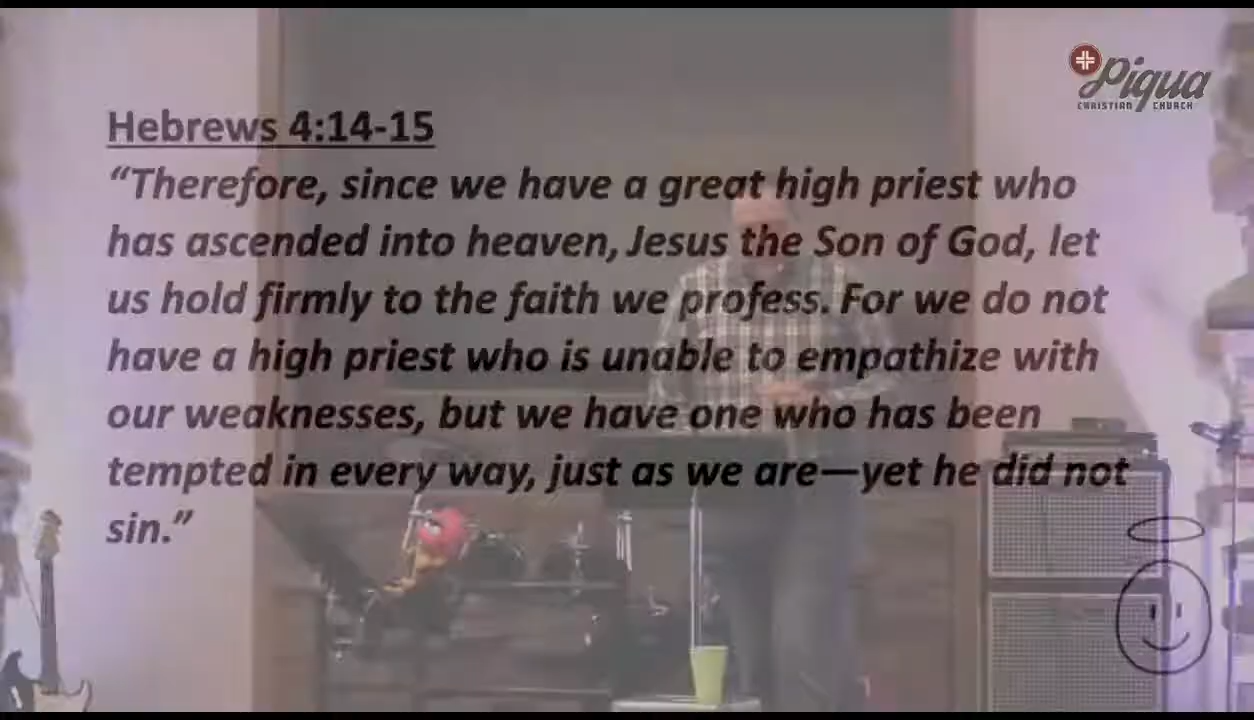 Piqua
CHRISTIAN CHURCH
Hebrews 4:14-15
“Therefore, since we have a great high priest who
has ascended into heaven, Jesus the Son of God, let
us hold firmly to the faith we profess. For we do not
have a high priest who is unable to empathize with
our weaknesses, but we have one who has been
tempted in every way, just as we are—yet he did not
sin.”